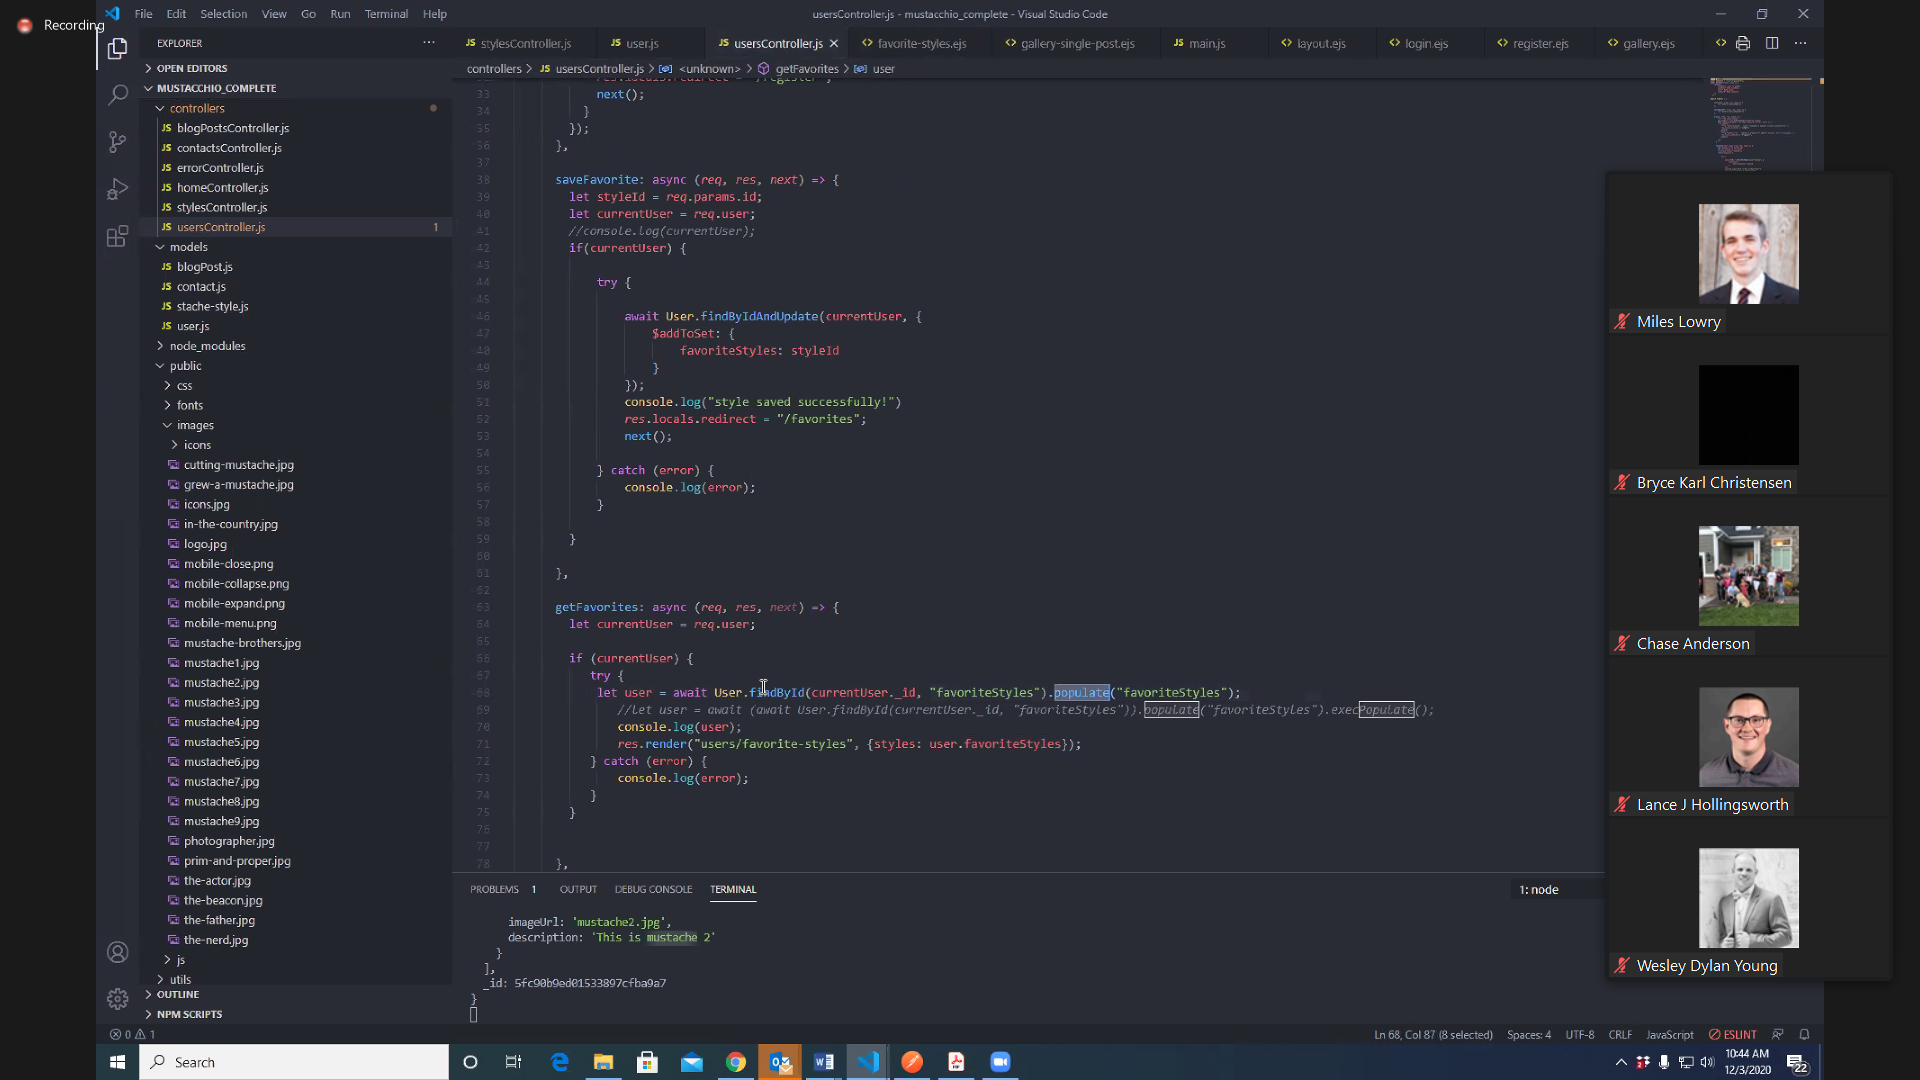 Recording
File Edit Selection View Go Run Terminal Help
usersController.js - mustacchio_complete - Visual Studio Code
EXPLORER
OPEN EDITORS
MUSTACCHIO_COMPLETE
controllers
blogPostsController.js
contactsController.js
errorController.js
homeController.js
stylesController.js
usersController.js 1
models
blogPost.js
contact.js
stache-style.js
user.js
node_modules
public
css
fonts
images
icons
cutting-mustache.jpg
grew-a-mustache.jpg
icons.jpg
in-the-country.jpg
logo.jpg
mobile-close.png
mobile-collapse.png
mobile-expand.png
mobile-menu.png
mustache-brothers.jpg
mustache1.jpg
mustache2.jpg
mustache3.jpg
mustache4.jpg
mustache5.jpg
mustache6.jpg
mustache7.jpg
mustache8.jpg
mustache9.jpg
photographer.jpg
prim-and-proper.jpg
the-actor.jpg
the-beacon.jpg
the-father.jpg
the-nerd.jpg
js
utils
OUTLINE
NPM SCRIPTS
JS stylesController.js JS user.js JS usersController.js favorite-styles.ejs gallery-single-post.ejs JS main.js layout.ejs login.ejs register.ejs gallery.ejs
controllers > JS usersController.js > <unknown> > getFavorites > user
33 next();
34 }
35 });
36 },
37
38 saveFavorite: async (req, res, next) => {
39 let styleId = req.params.id;
40 let currentUser = req.user;
41 //console.log(currentUser);
42 if(currentUser) {
43
44 try {
45
46 await User.findByIdAndUpdate(currentUser, {
47 $addToSet: {
48 favoriteStyles: styleId
49 }
50 });
51 console.log("style saved successfully!")
52 res.locals.redirect = "/favorites";
53 next();
54
55 } catch (error) {
56 console.log(error);
57 }
58
59 }
60
61 },
62
63 getFavorites: async (req, res, next) => {
64 let currentUser = req.user;
65
66 if (currentUser) {
67 try {
68 let user = await User.findById(currentUser._id, "favoriteStyles").populate("favoriteStyles");
69 //let user = await (await User.findById(currentUser._id, "favoriteStyles")).populate("favoriteStyles").execPopulate();
70 console.log(user);
71 res.render("users/favorite-styles", {styles: user.favoriteStyles});
72 } catch (error) {
73 console.log(error);
74 }
75 }
76
77
78 },
PROBLEMS 1 OUTPUT DEBUG CONSOLE TERMINAL 1: node
imageUrl: 'mustache2.jpg',
description: 'This is mustache 2'
}
],
_id: 5fc90b9ed01533897cfba9a7
}
0 1 Ln 68, Col 87 (8 selected) Spaces: 4 UTF-8 CRLF JavaScript ESLINT
Miles Lowry
Bryce Karl Christensen
Chase Anderson
Lance J Hollingsworth
Wesley Dylan Young
Search
10:44 AM
12/3/2020
22